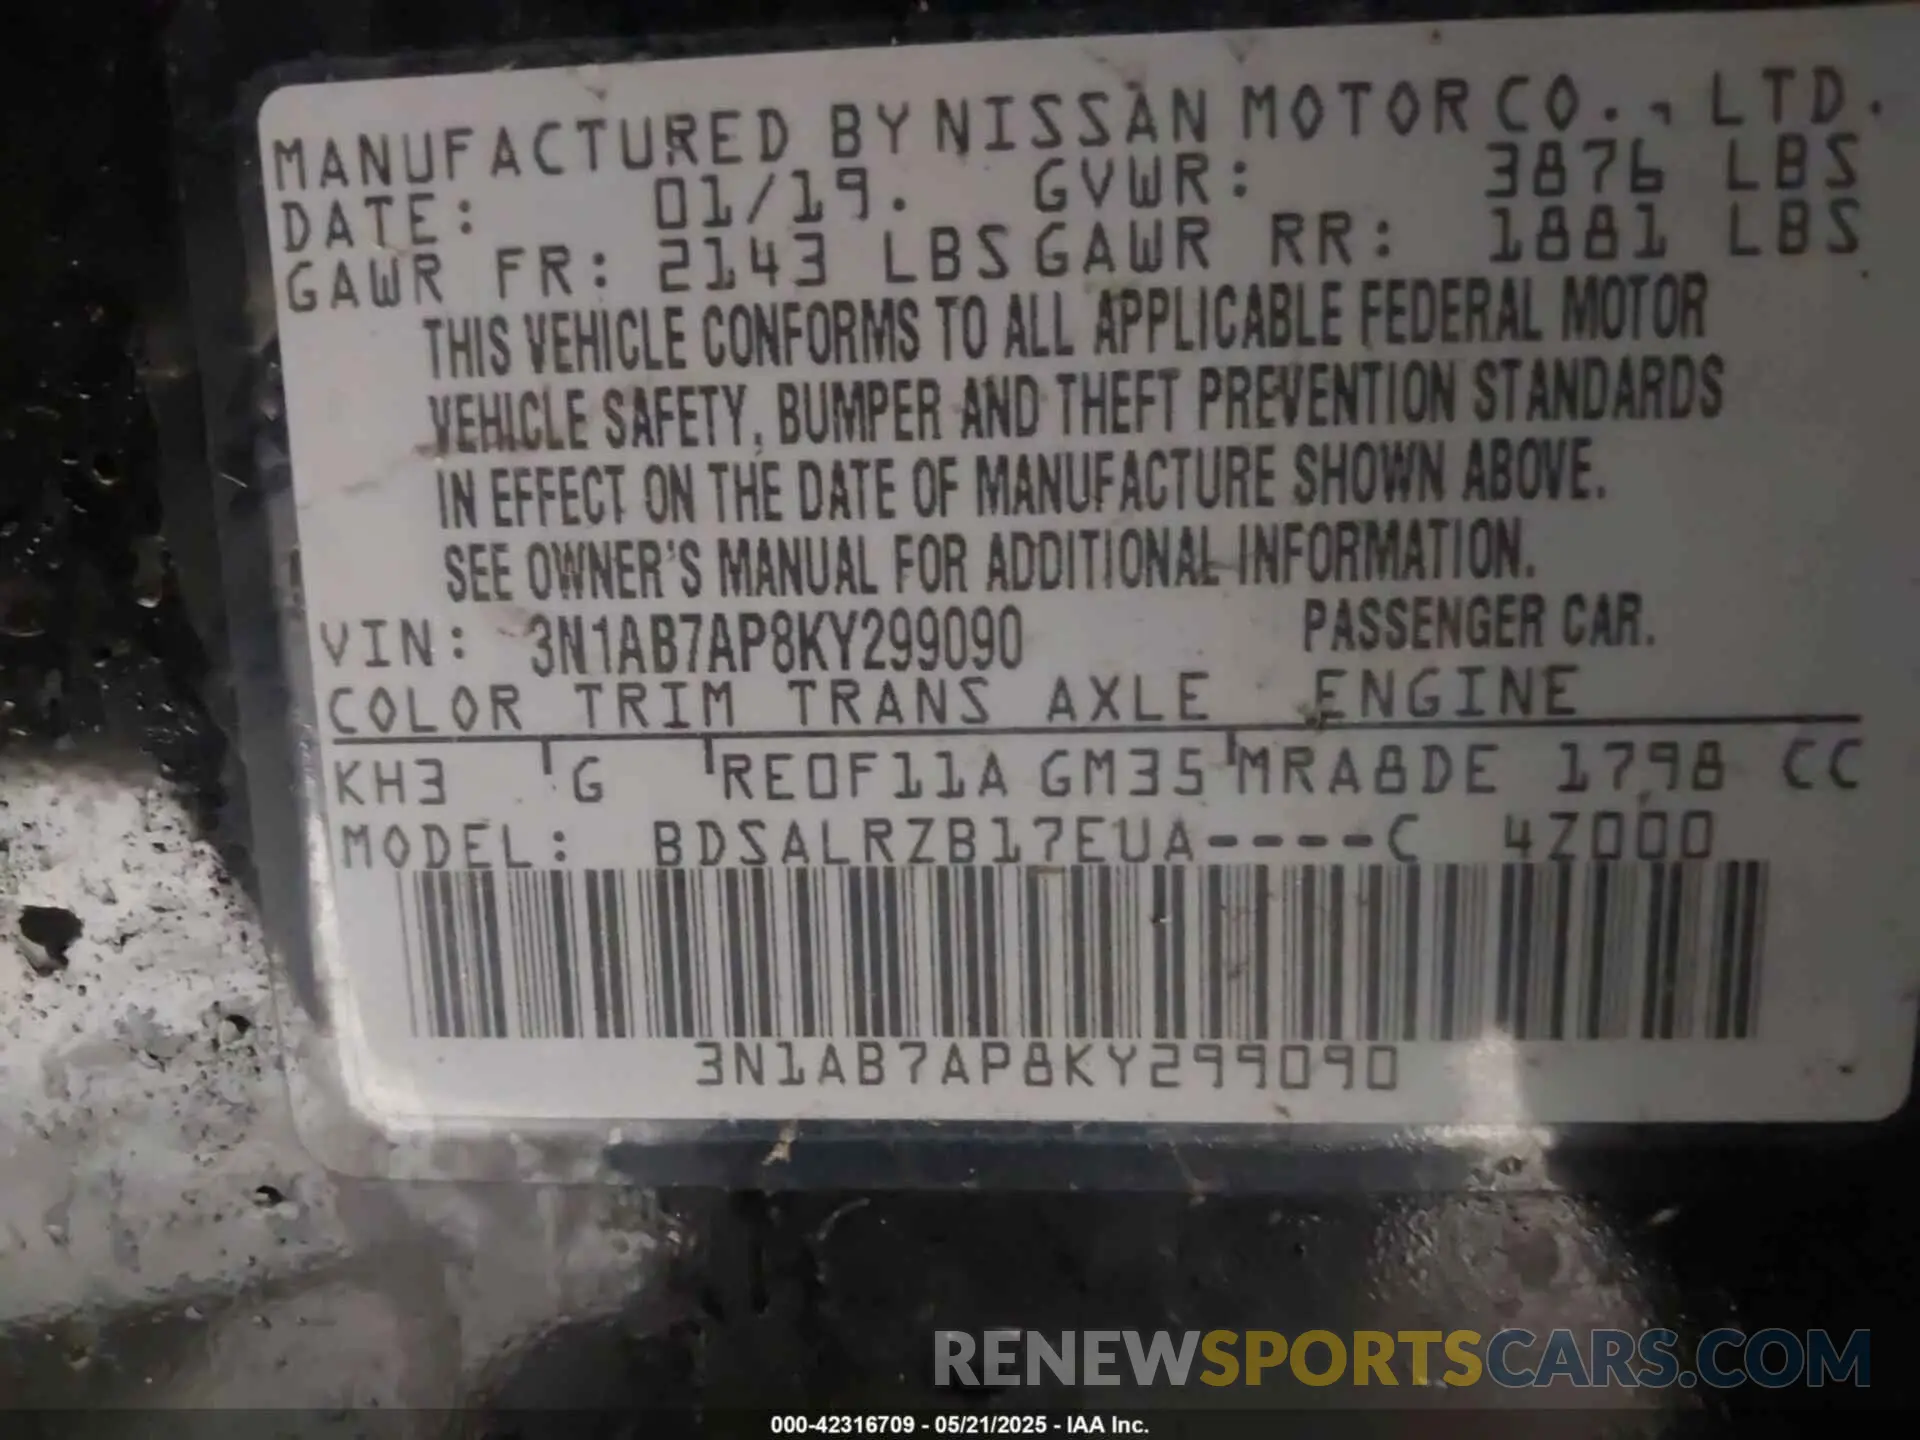 MANUFACTURED BY NISSAN MOTOR CO., LTD.
DATE: 01/19. GVWR: 3876 LBS
GAWR FR: 2143 LBS GAWR RR: 1881 LBS
THIS VEHICLE CONFORMS TO ALL APPLICABLE FEDERAL MOTOR
VEHICLE SAFETY, BUMPER AND THEFT PREVENTION STANDARDS
IN EFFECT ON THE DATE OF MANUFACTURE SHOWN ABOVE.
SEE OWNER'S MANUAL FOR ADDITIONAL INFORMATION.
VIN: 3N1AB7AP8KY299090 PASSENGER CAR.
COLOR TRIM TRANS AXLE ENGINE
KH3 G RE0F11A GM35 MRA8DE 1798 CC
MODEL: BDSALRZB17EUA----C 4Z000
3N1AB7AP8KY299090
RENEWSPORTSCARS.COM
000-42316709 - 05/21/2025 - IAA Inc.